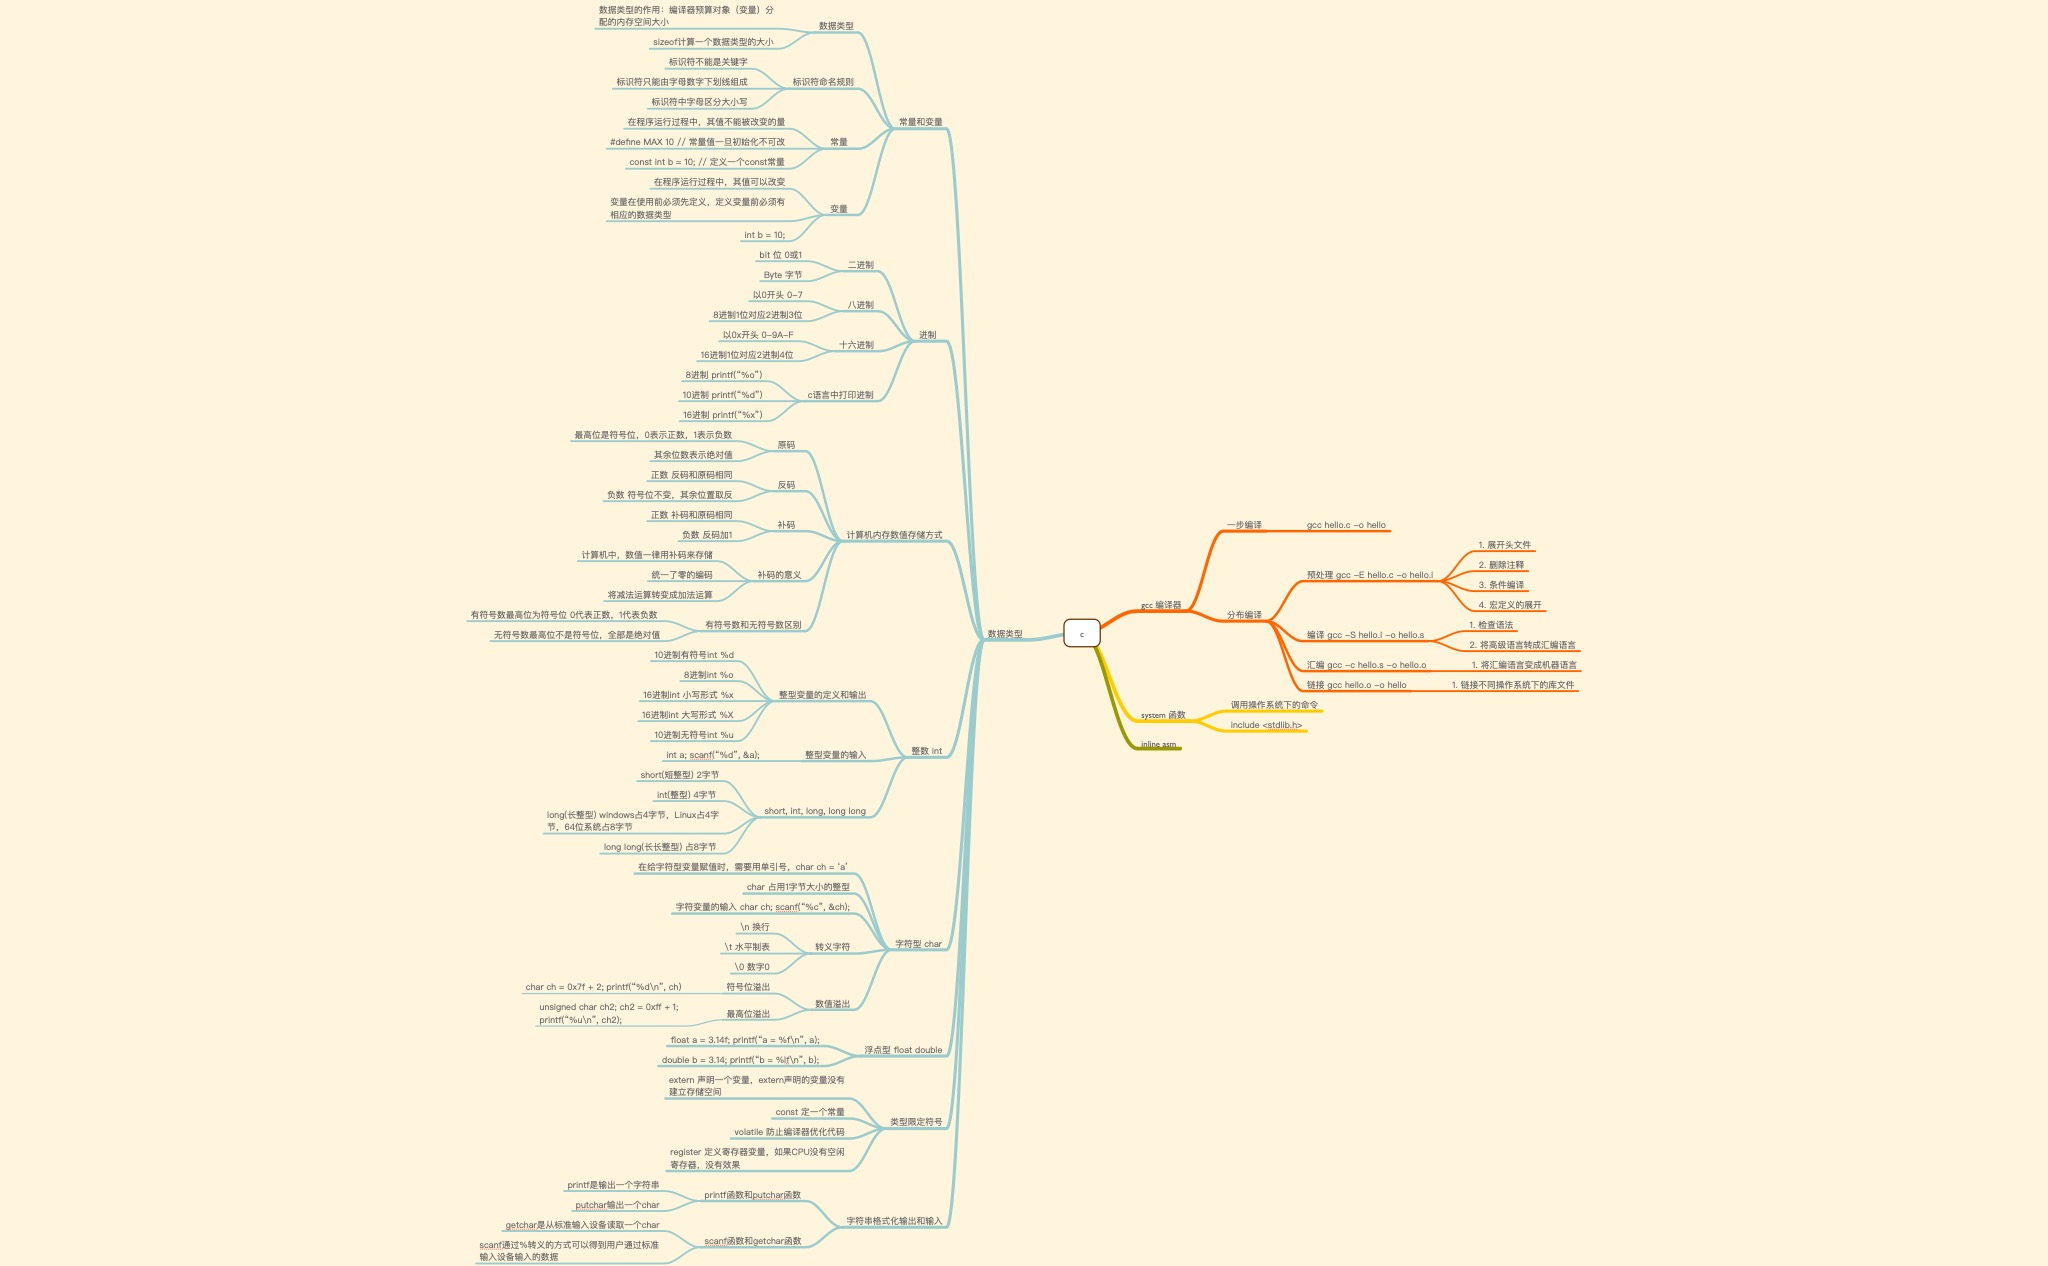 数据类型的作用：编译器预算对象（变量）分
配的内存空间大小
sizeof计算一个数据类型的大小
数据类型
标识符不能是关键字
标识符只能由字母数字下划线组成
标识符中字母区分大小写
标识符命名规则
在程序运行过程中，其值不能被改变的量
#define MAX 10 // 常量值一旦初始化不可改
const int b = 10; // 定义一个const常量
常量
在程序运行过程中，其值可以改变
变量在使用前必须先定义，定义变量前必须有
相应的数据类型
int b = 10;
变量
常量和变量
bit 位 0或1
Byte 字节
二进制
以0开头 0-7
8进制1位对应2进制3位
八进制
以0x开头 0-9A-F
16进制1位对应2进制4位
十六进制
8进制 printf(“%o”)
10进制 printf(“%d”)
16进制 printf(“%x”)
c语言中打印进制
进制
最高位是符号位，0表示正数，1表示负数
其余位数表示绝对值
原码
正数 反码和原码相同
负数 符号位不变，其余位置取反
反码
正数 补码和原码相同
负数 反码加1
补码
计算机中，数值一律用补码来存储
统一了零的编码
将减法运算转变成加法运算
补码的意义
有符号数最高位为符号位 0代表正数，1代表负数
无符号数最高位不是符号位，全部是绝对值
有符号数和无符号数区别
计算机内存数值存储方式
10进制有符号int %d
8进制int %o
16进制int 小写形式 %x
16进制int 大写形式 %X
10进制无符号int %u
整型变量的定义和输出
int a; scanf(“%d”, &a);
整型变量的输入
short(短整型) 2字节
int(整型) 4字节
long(长整型) windows占4字节，Linux占4字
节，64位系统占8字节
long long(长长整型) 占8字节
short, int, long, long long
整数 int
在给字符型变量赋值时，需要用单引号，char ch = ‘a’
char 占用1字节大小的整型
字符变量的输入 char ch; scanf(“%c”, &ch);
\n 换行
\t 水平制表
\0 数字0
转义字符
char ch = 0x7f + 2; printf(“%d\n”, ch)
符号位溢出
unsigned char ch2; ch2 = 0xff + 1;
printf(“%u\n”, ch2);
最高位溢出
数值溢出
字符型 char
float a = 3.14f; printf(“a = %f\n”, a);
double b = 3.14; printf(“b = %lf\n”, b);
浮点型 float double
extern 声明一个变量，extern声明的变量没有
建立存储空间
const 定一个常量
volatile 防止编译器优化代码
register 定义寄存器变量，如果CPU没有空闲
寄存器，没有效果
类型限定符号
printf是输出一个字符串
putchar输出一个char
printf函数和putchar函数
getchar是从标准输入设备读取一个char
scanf通过%转义的方式可以得到用户通过标准
输入设备输入的数据
scanf函数和getchar函数
字符串格式化输出和输入
数据类型
c
gcc 编译器
一步编译
gcc hello.c -o hello
分布编译
预处理 gcc -E hello.c -o hello.i
1. 展开头文件
2. 删除注释
3. 条件编译
4. 宏定义的展开
编译 gcc -S hello.i -o hello.s
1. 检查语法
2. 将高级语言转成汇编语言
汇编 gcc -c hello.s -o hello.o
1. 将汇编语言变成机器语言
链接 gcc hello.o -o hello
1. 链接不同操作系统下的库文件
system 函数
调用操作系统下的命令
include <stdlib.h>
inline asm